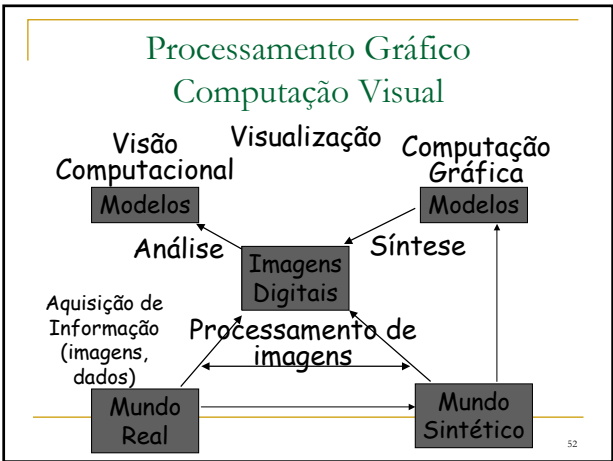 Processamento Gráfico
Computação Visual
Visão
Computacional
Visualização
Computação
Gráfica
Modelos
Modelos
Análise
Síntese
Imagens
Digitais
Aquisição de
Informação
(imagens,
dados)
Processamento de
imagens
Mundo
Real
Mundo
Sintético
52